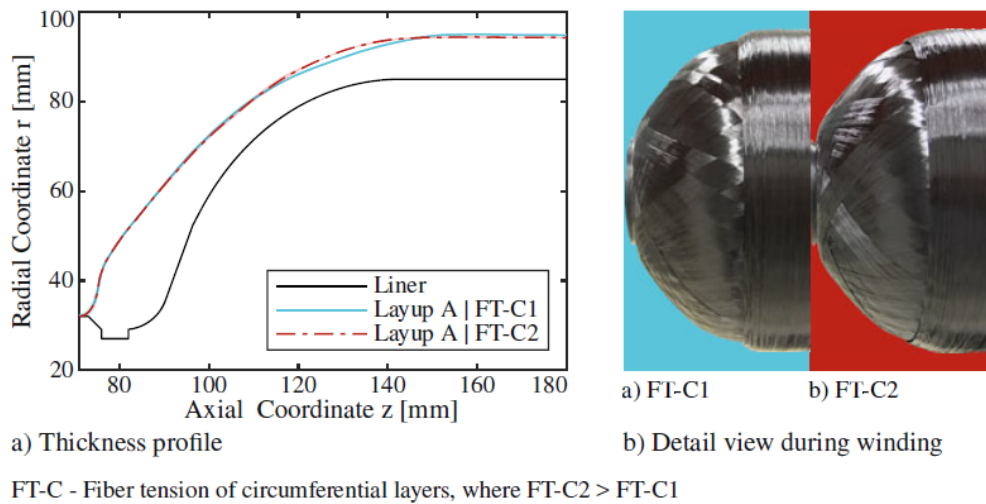 100
80
60
40
20
Radial Coordinate r [mm]
Liner
Layup A | FT-C1
Layup A | FT-C2
80 100 120 140 160 180
Axial Coordinate z [mm]
a) Thickness profile
a) FT-C1
b) FT-C2
b) Detail view during winding
FT-C - Fiber tension of circumferential layers, where FT-C2 > FT-C1